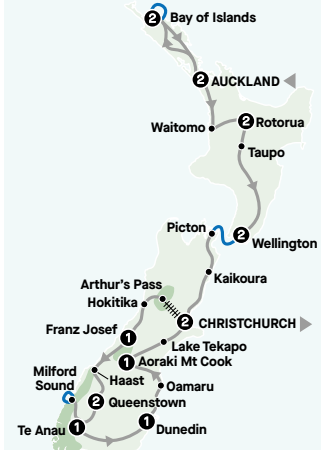 2 Bay of Islands
2 AUCKLAND
Waitomo
2 Rotorua
Taupo
Picton
2 Wellington
Kaikoura
Arthur's Pass
Hokitika
2 CHRISTCHURCH
Franz Josef 1
Lake Tekapo
1 Aoraki Mt Cook
Milford
Sound
Haast
Oamaru
2 Queenstown
Te Anau 1
1 Dunedin